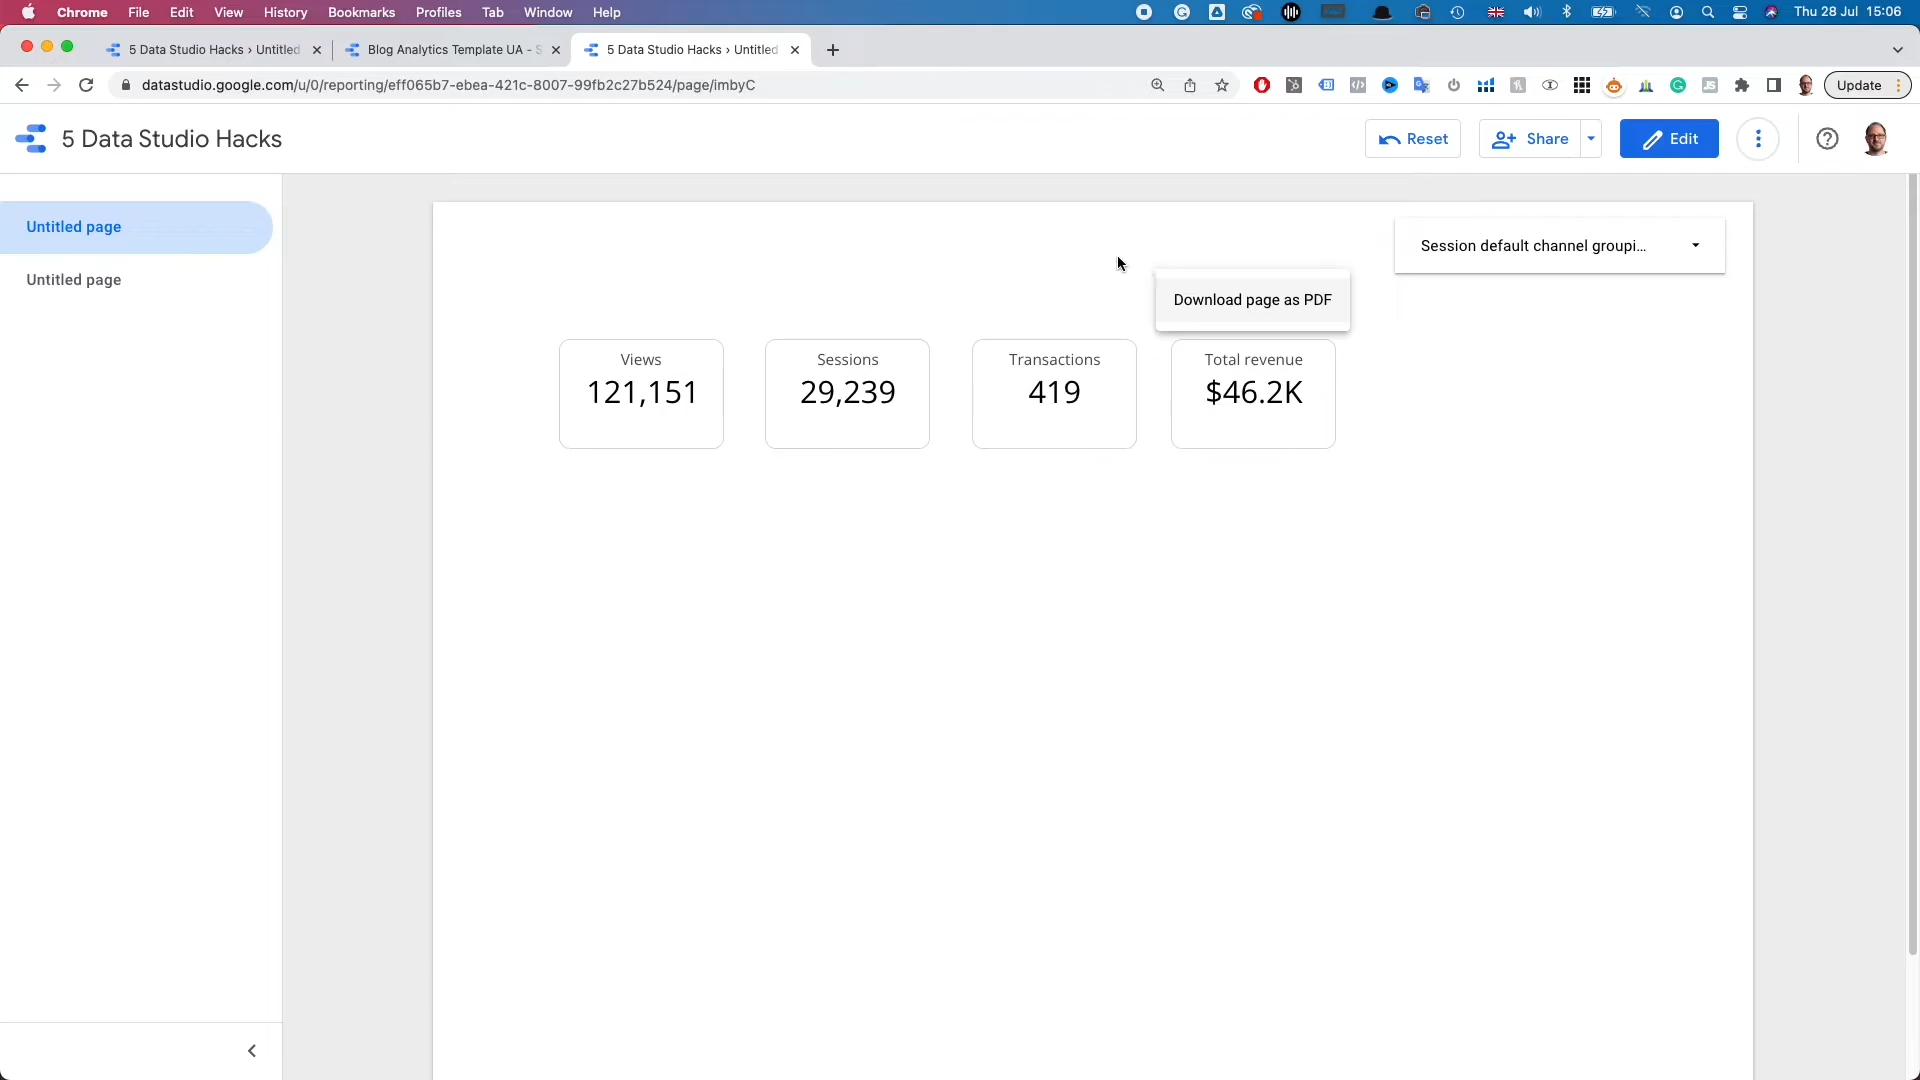 Chrome File Edit View History Bookmarks Profiles Tab Window Help Thu 28 Jul 15:06
5 Data Studio Hacks › Untitled Blog Analytics Template UA - S 5 Data Studio Hacks › Untitled
datastudio.google.com/u/0/reporting/eff065b7-ebea-421c-8007-99fb2c27b524/page/imbyC Update
5 Data Studio Hacks Reset Share Edit
Untitled page
Untitled page
Session default channel groupi...
Download page as PDF
Views Sessions Transactions Total revenue
121,151 29,239 419 $46.2K